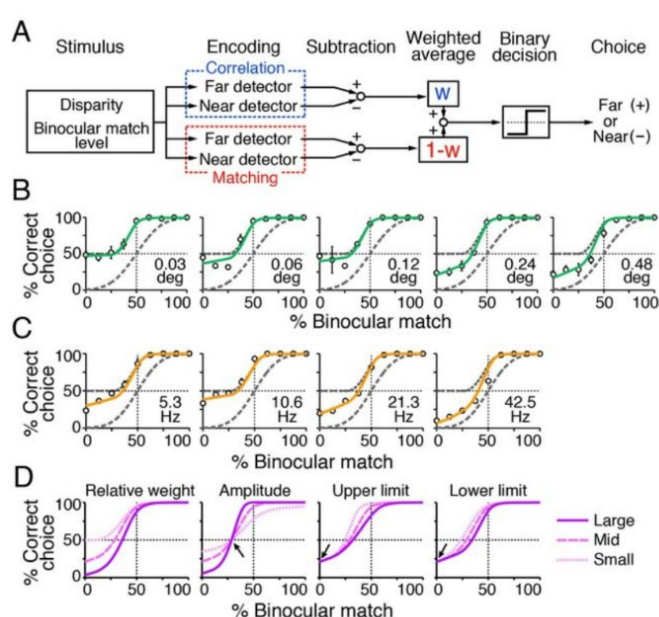 A
Stimulus Encoding Subtraction Weighted average Binary decision Choice
Correlation
Far detector
Near detector
Disparity
Binocular match level
Far detector
Near detector
Matching
+
−
+
−
w
+
+
1-w
Far (+)
or
Near(−)
B
% Correct choice
100
50
0
0.03 deg
0.06 deg
0.12 deg
0.24 deg
0.48 deg
0 50 100 0 50 100 0 50 100 0 50 100 0 50 100
% Binocular match
C
% Correct choice
100
50
0
5.3 Hz
10.6 Hz
21.3 Hz
42.5 Hz
0 50 100 0 50 100 0 50 100 0 50 100
% Binocular match
D
Relative weight Amplitude Upper limit Lower limit
% Correct choice
100
50
0
0 50 100 0 50 100 0 50 100 0 50 100
% Binocular match
Large
Mid
Small